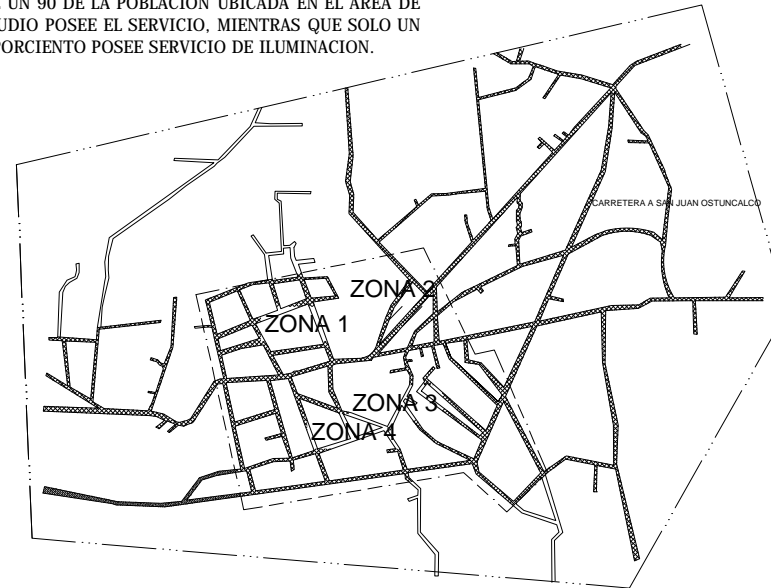 UN 90 DE LA POBLACION UBICADA EN EL AREA DE
UDIO POSEE EL SERVICIO, MIENTRAS QUE SOLO UN
PORCIENTO POSEE SERVICIO DE ILUMINACION.
CARRETERA A SAN JUAN OSTUNCALCO
ZONA 2
ZONA 1
ZONA 3
ZONA 4